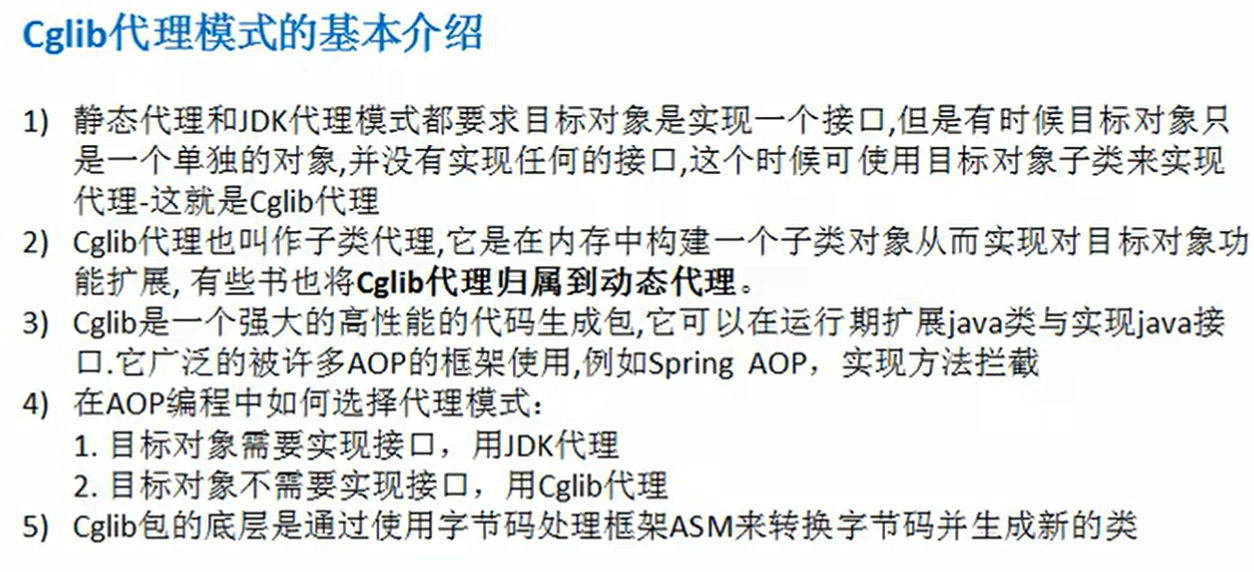 Cglib代理模式的基本介绍
1) 静态代理和JDK代理模式都要求目标对象是实现一个接口,但是有时候目标对象只
是一个单独的对象,并没有实现任何的接口,这个时候可使用目标对象子类来实现
代理-这就是Cglib代理
2) Cglib代理也叫作子类代理,它是在内存中构建一个子类对象从而实现对目标对象功
能扩展, 有些书也将Cglib代理归属到动态代理。
3) Cglib是一个强大的高性能的代码生成包,它可以在运行期扩展java类与实现java接
口.它广泛的被许多AOP的框架使用,例如Spring AOP，实现方法拦截
4) 在AOP编程中如何选择代理模式：
1. 目标对象需要实现接口，用JDK代理
2. 目标对象不需要实现接口，用Cglib代理
5) Cglib包的底层是通过使用字节码处理框架ASM来转换字节码并生成新的类